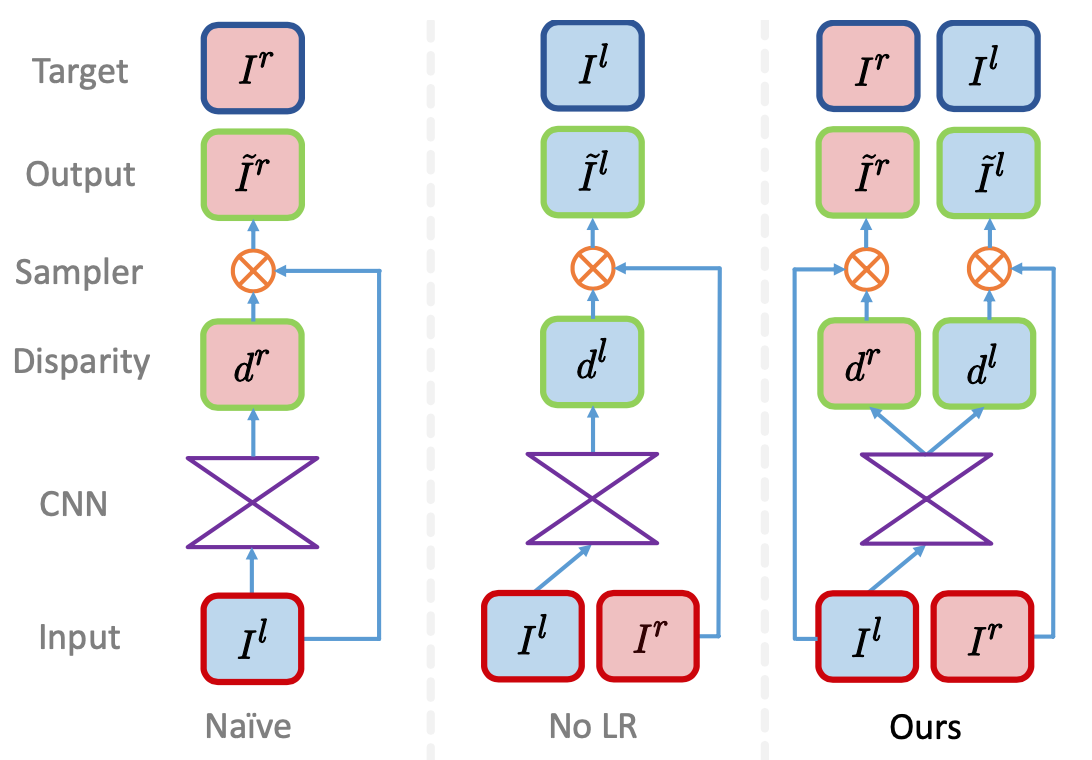 Target I^r I^l I^r I^l
Output Ĩ^r Ĩ^l Ĩ^r Ĩ^l
Sampler
Disparity d^r d^l d^r d^l
CNN
Input I^l I^l I^r I^l I^r
Naïve No LR Ours